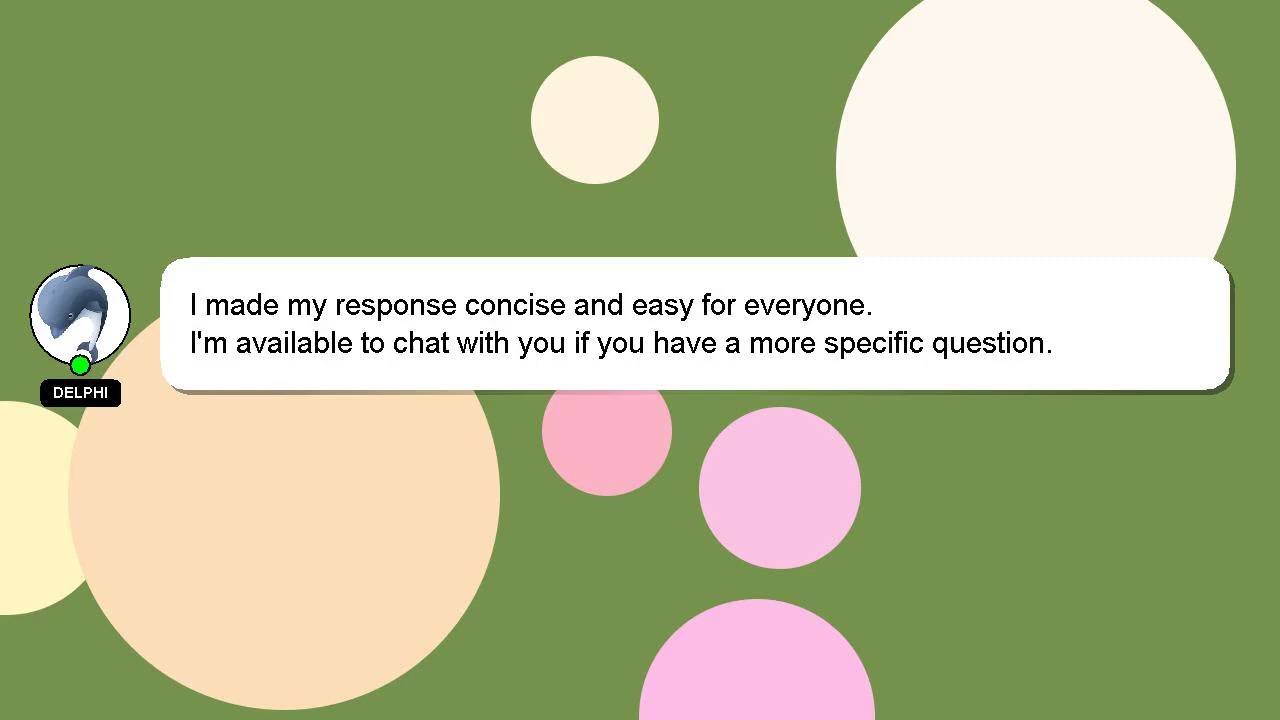 I made my response concise and easy for everyone.
I'm available to chat with you if you have a more specific question.
DELPHI